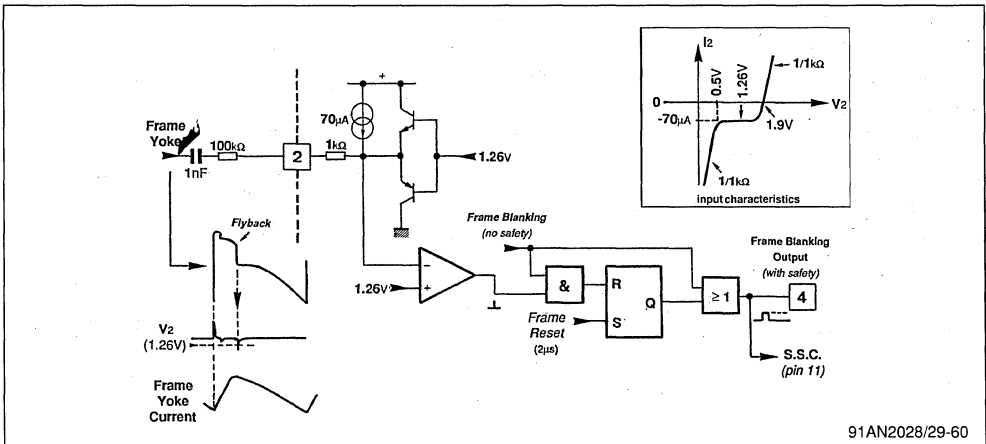 I2
1/1kΩ
0.5V
1.26V
0
V2
-70µA
1.9V
1/1kΩ
input characteristics
+
70µA
Frame
Yoke
100kΩ
2
1kΩ
1.26V
1nF
Flyback
Frame Blanking
(no safety)
Frame Blanking
Output
(with safety)
−
1.26V
+
&
R
Q
S
≥ 1
4
Frame
Reset
(2µs)
S.S.C.
(pin 11)
V2
(1.26V)
Frame
Yoke
Current
91AN2028/29-60